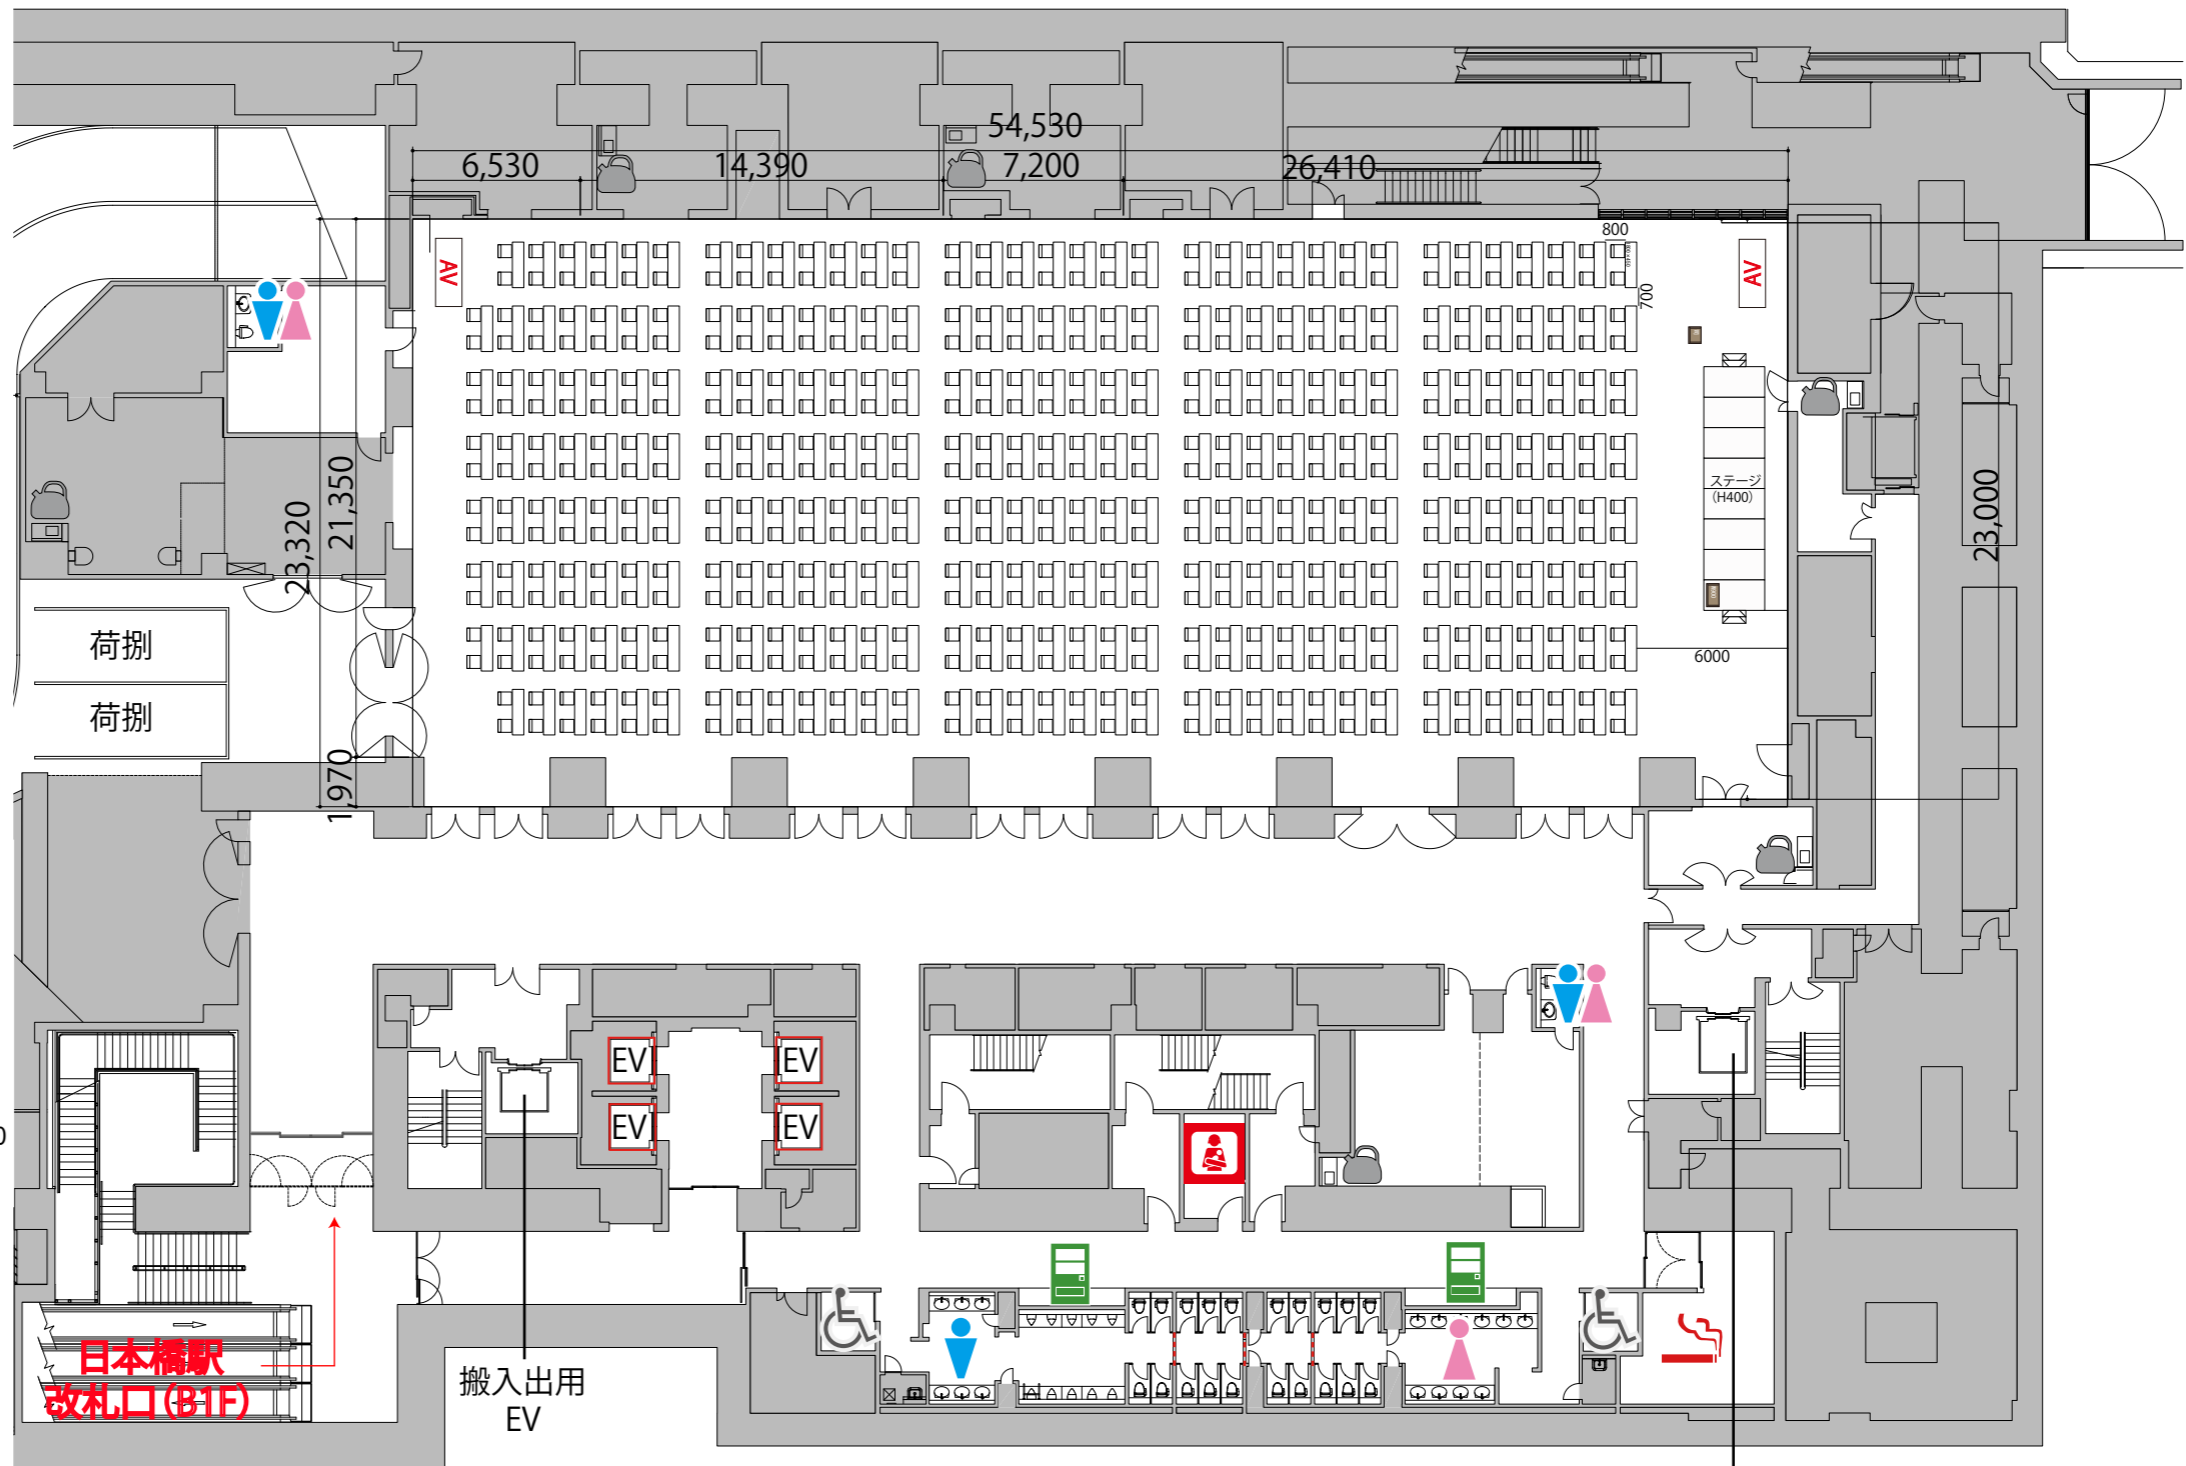 54,530
6,530
14,390
7,200
26,410
800
700
AV
AV
ステージ
(H400)
23,320
21,350
23,000
6000
1,970
荷捌
荷捌
EV
EV
EV
EV
日本橋駅
改札口(B1F)
搬入出用
EV